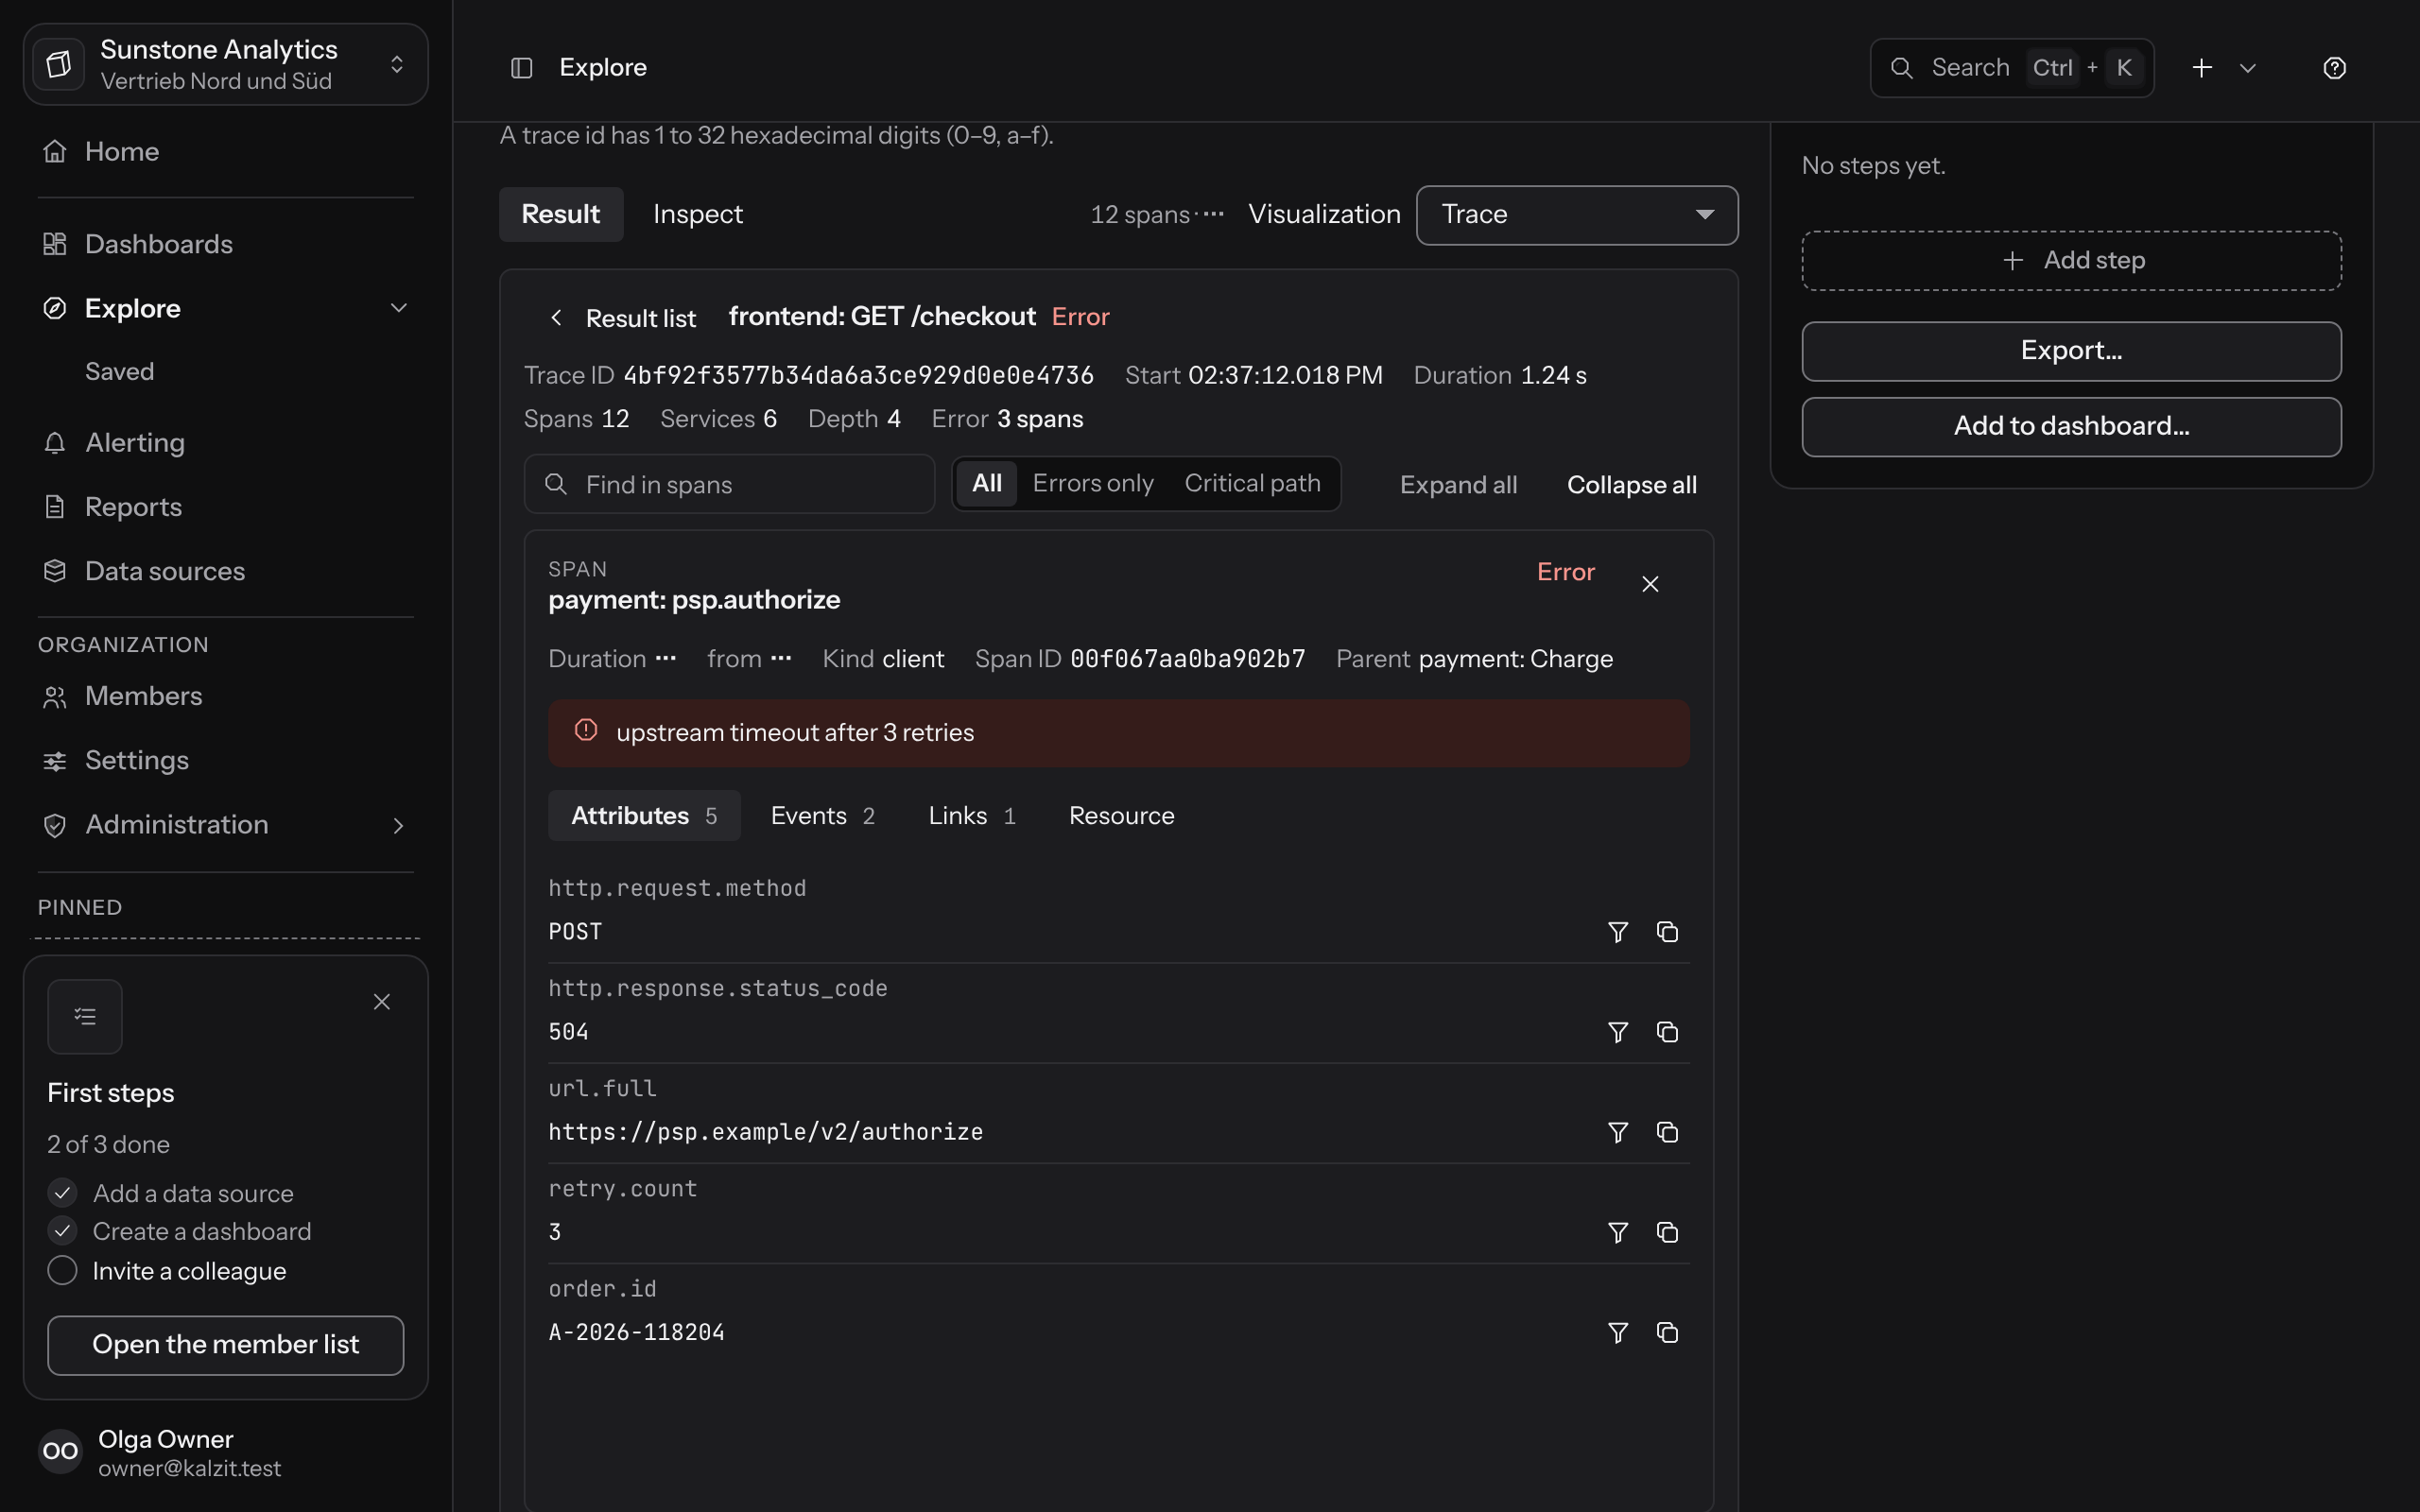 Sunstone Analytics
Vertrieb Nord und Süd
Home
Dashboards
Explore
Saved
Alerting
Reports
Data sources
ORGANIZATION
Members
Settings
Administration
PINNED
First steps
2 of 3 done
Add a data source
Create a dashboard
Invite a colleague
Open the member list
OO
Olga Owner
owner@kalzit.test
Explore
Search Ctrl + K
A trace id has 1 to 32 hexadecimal digits (0–9, a–f).
Result Inspect 12 spans · ··· Visualization Trace
Result list frontend: GET /checkout Error
Trace ID 4bf92f3577b34da6a3ce929d0e0e4736 Start 02:37:12.018 PM Duration 1.24 s
Spans 12 Services 6 Depth 4 Error 3 spans
Find in spans All Errors only Critical path Expand all Collapse all
SPAN
payment: psp.authorize
Error
Duration ··· from ··· Kind client Span ID 00f067aa0ba902b7 Parent payment: Charge
upstream timeout after 3 retries
Attributes 5 Events 2 Links 1 Resource
http.request.method
POST
http.response.status_code
504
url.full
https://psp.example/v2/authorize
retry.count
3
order.id
A-2026-118204
No steps yet.
Add step
Export…
Add to dashboard…